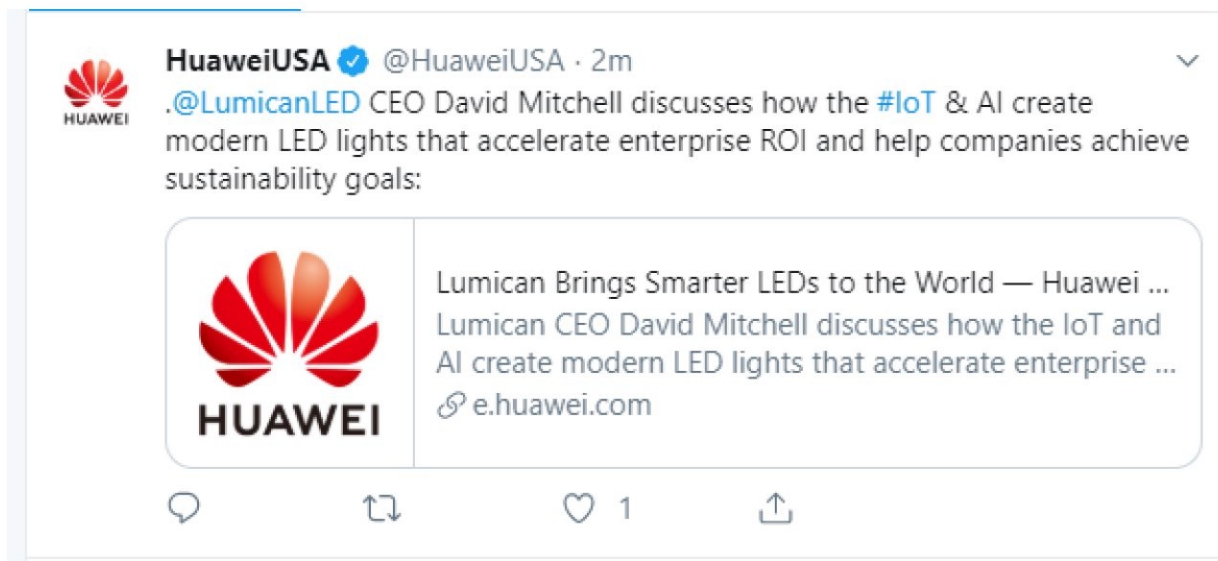 HuaweiUSA @HuaweiUSA · 2m
HUAWEI
.@LumicanLED CEO David Mitchell discusses how the #IoT & AI create
modern LED lights that accelerate enterprise ROI and help companies achieve
sustainability goals:
HUAWEI
Lumican Brings Smarter LEDs to the World — Huawei ...
Lumican CEO David Mitchell discusses how the IoT and
AI create modern LED lights that accelerate enterprise ...
e.huawei.com
1